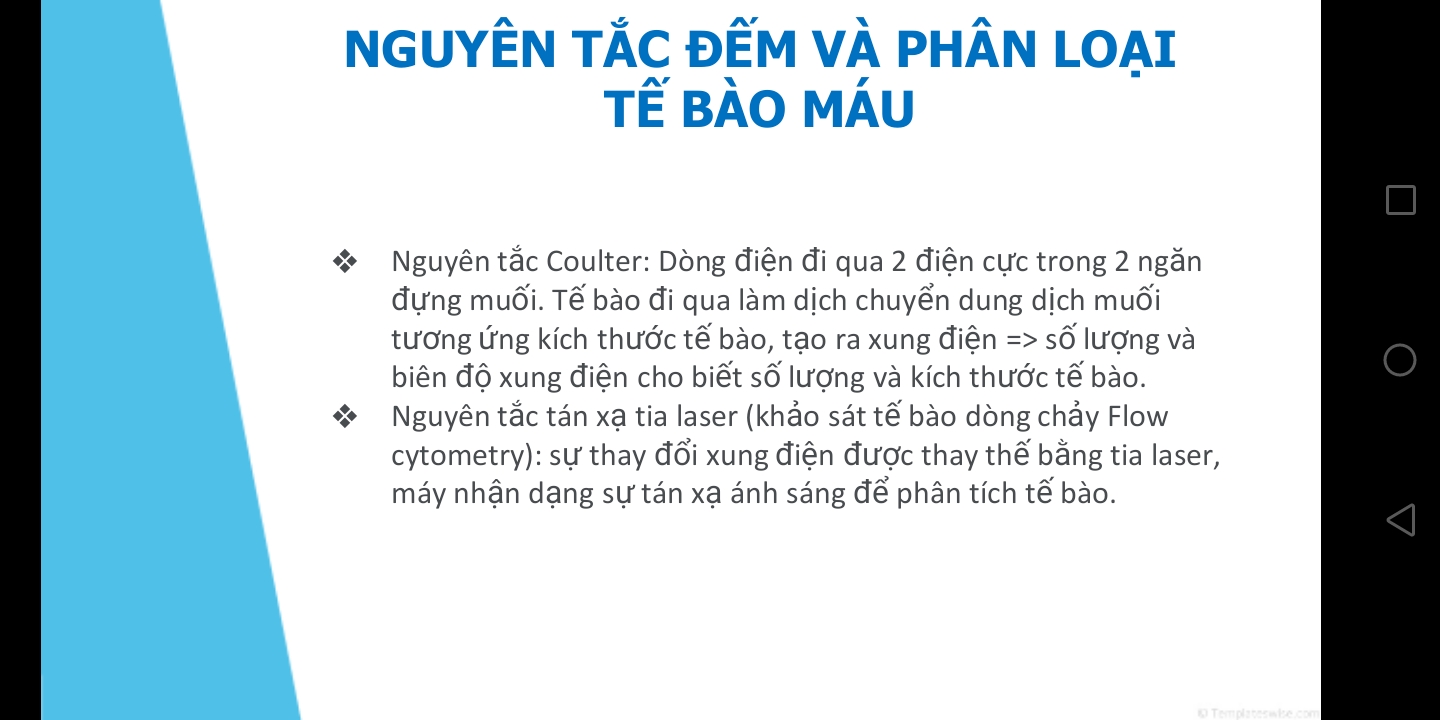 NGUYÊN TẮC ĐẾM VÀ PHÂN LOẠI
TẾ BÀO MÁU
❖ Nguyên tắc Coulter: Dòng điện đi qua 2 điện cực trong 2 ngăn
đựng muối. Tế bào đi qua làm dịch chuyển dung dịch muối
tương ứng kích thước tế bào, tạo ra xung điện => số lượng và
biên độ xung điện cho biết số lượng và kích thước tế bào.
❖ Nguyên tắc tán xạ tia laser (khảo sát tế bào dòng chảy Flow
cytometry): sự thay đổi xung điện được thay thế bằng tia laser,
máy nhận dạng sự tán xạ ánh sáng để phân tích tế bào.
© Templateswise.com